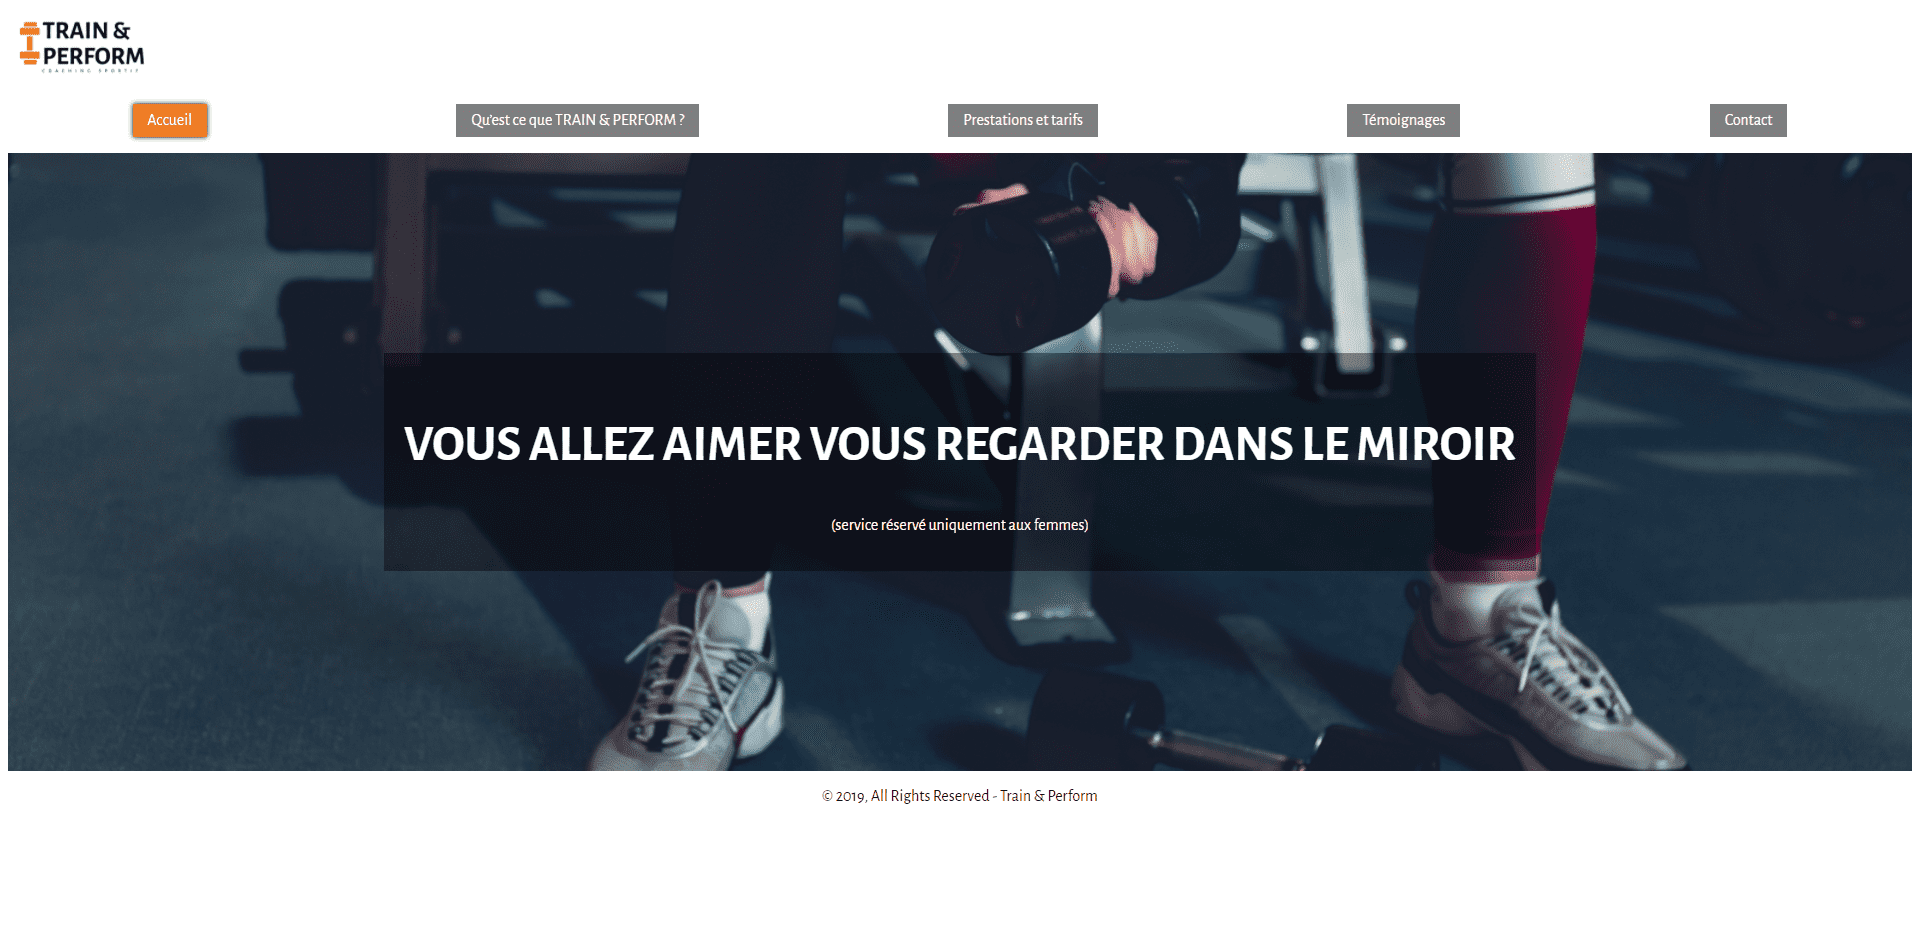 TRAIN &
PERFORM
COACHING SPORTIF
Accueil
Qu'est ce que TRAIN & PERFORM ?
Prestations et tarifs
Témoignages
Contact
VOUS ALLEZ AIMER VOUS REGARDER DANS LE MIROIR
(service réservé uniquement aux femmes)
© 2019, All Rights Reserved - Train & Perform